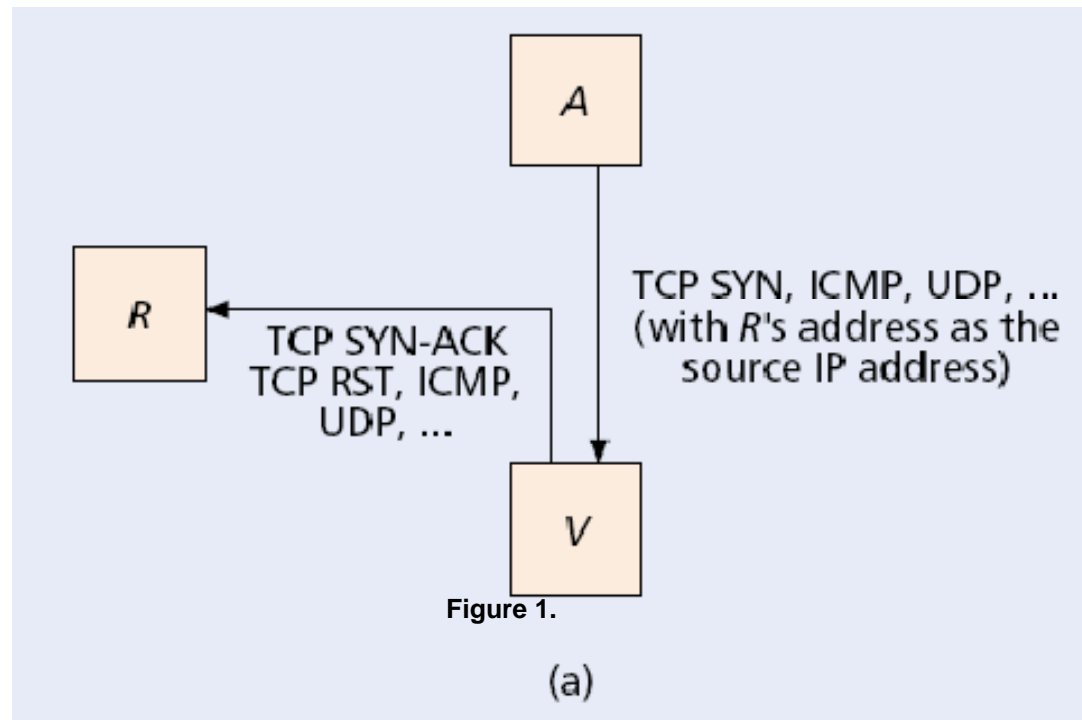 A
R
TCP SYN, ICMP, UDP, ...
(with R's address as the
source IP address)
TCP SYN-ACK
TCP RST, ICMP,
UDP, ...
V
Figure 1.
(a)